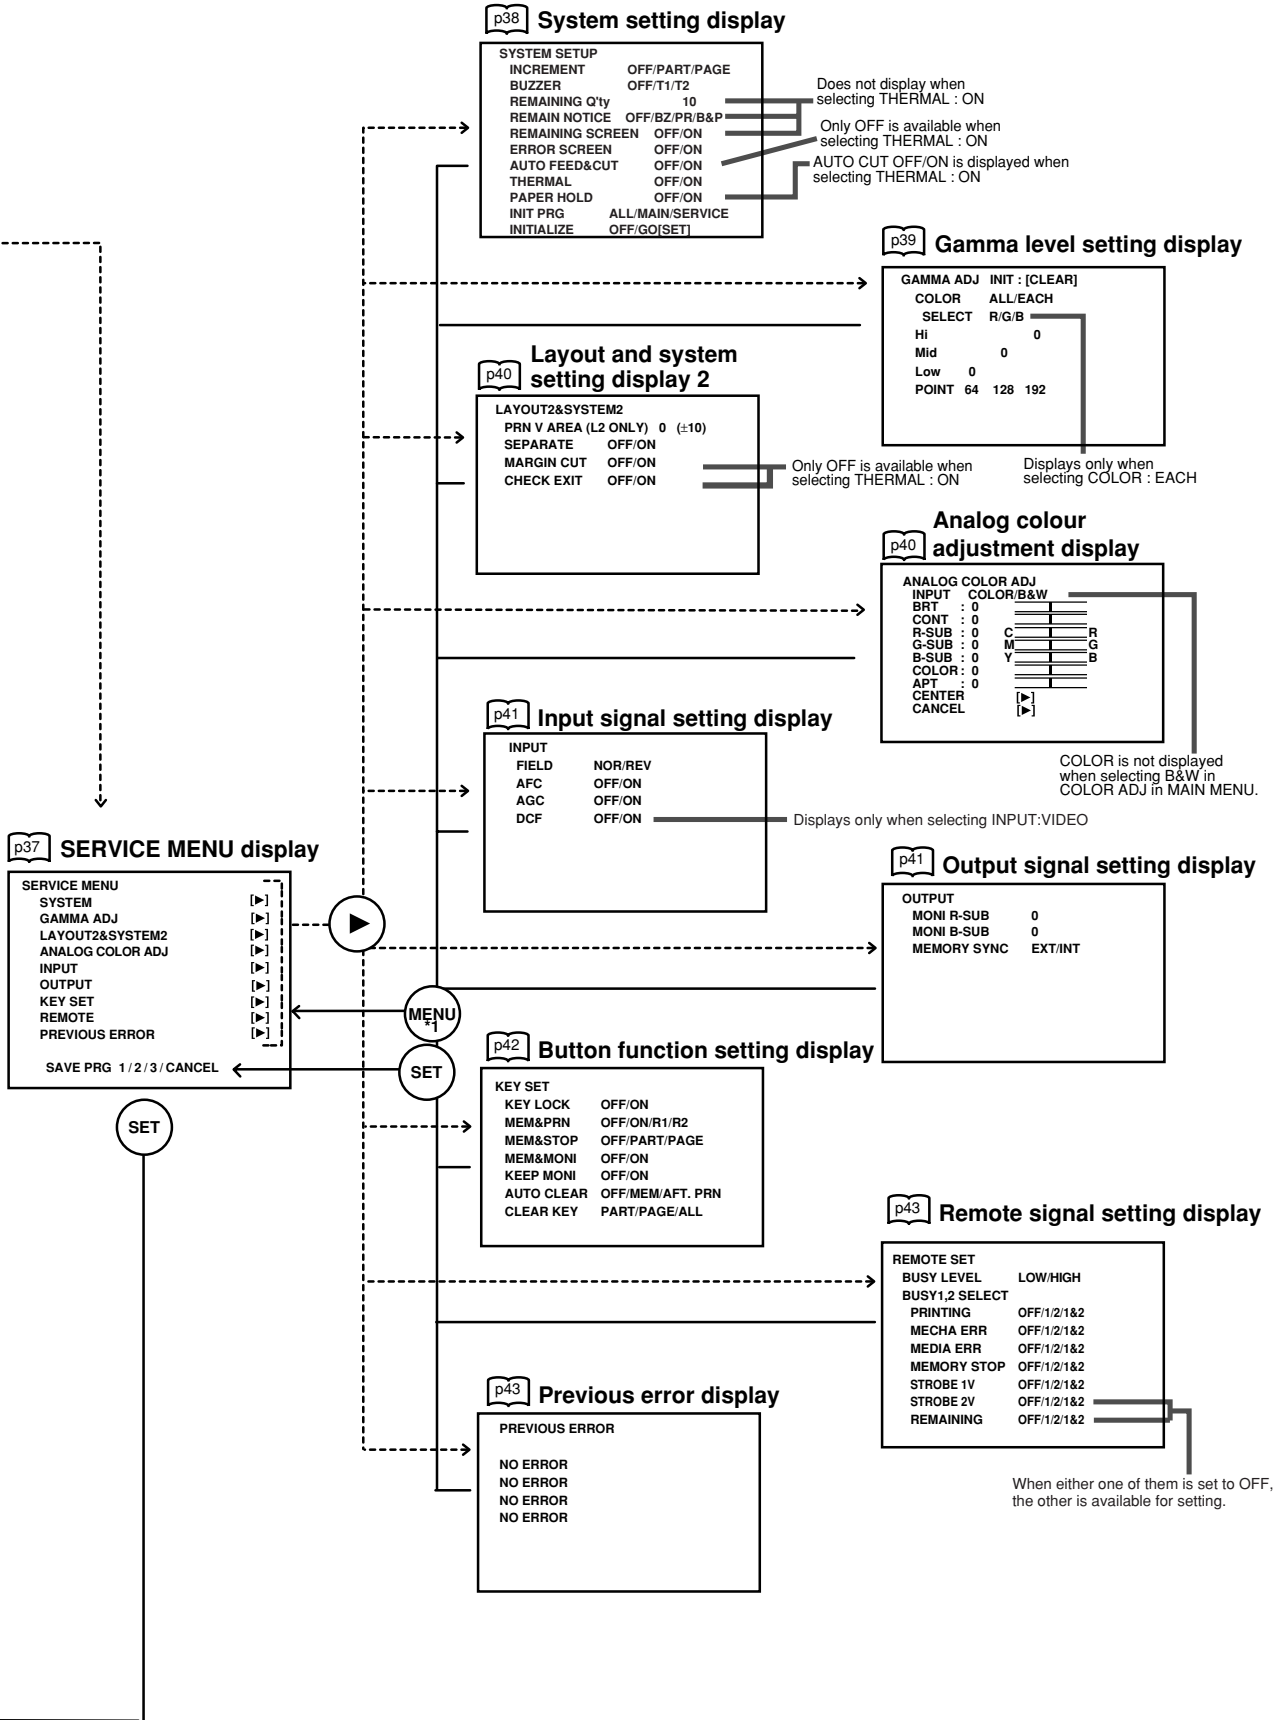 p38 System setting display
SYSTEM SETUP
INCREMENT OFF/PART/PAGE
BUZZER OFF/T1/T2
REMAINING Q'ty 10
REMAIN NOTICE OFF/BZ/PR/B&P
REMAINING SCREEN OFF/ON
ERROR SCREEN OFF/ON
AUTO FEED&CUT OFF/ON
THERMAL OFF/ON
PAPER HOLD OFF/ON
INIT PRG ALL/MAIN/SERVICE
INITIALIZE OFF/GO[SET]
Does not display when
selecting THERMAL : ON
Only OFF is available when
selecting THERMAL : ON
AUTO CUT OFF/ON is displayed when
selecting THERMAL : ON
p39 Gamma level setting display
GAMMA ADJ INIT : [CLEAR]
COLOR ALL/EACH
SELECT R/G/B
Hi 0
Mid 0
Low 0
POINT 64 128 192
Displays only when
selecting COLOR : EACH
Layout and system
p40 setting display 2
LAYOUT2&SYSTEM2
PRN V AREA (L2 ONLY) 0 (±10)
SEPARATE OFF/ON
MARGIN CUT OFF/ON
CHECK EXIT OFF/ON
Only OFF is available when
selecting THERMAL : ON
Analog colour
p40 adjustment display
ANALOG COLOR ADJ
INPUT COLOR/B&W
BRT : 0
CONT : 0
R-SUB : 0 C R
G-SUB : 0 M G
B-SUB : 0 Y B
COLOR : 0
APT : 0
CENTER [▶]
CANCEL [▶]
COLOR is not displayed
when selecting B&W in
COLOR ADJ in MAIN MENU.
p41 Input signal setting display
INPUT
FIELD NOR/REV
AFC OFF/ON
AGC OFF/ON
DCF OFF/ON
Displays only when selecting INPUT:VIDEO
p37 SERVICE MENU display
SERVICE MENU
SYSTEM [▶]
GAMMA ADJ [▶]
LAYOUT2&SYSTEM2 [▶]
ANALOG COLOR ADJ [▶]
INPUT [▶]
OUTPUT [▶]
KEY SET [▶]
REMOTE [▶]
PREVIOUS ERROR [▶]
SAVE PRG 1 / 2 / 3 / CANCEL
SET
▶
MENU
*1
SET
p41 Output signal setting display
OUTPUT
MONI R-SUB 0
MONI B-SUB 0
MEMORY SYNC EXT/INT
p42 Button function setting display
KEY SET
KEY LOCK OFF/ON
MEM&PRN OFF/ON/R1/R2
MEM&STOP OFF/PART/PAGE
MEM&MONI OFF/ON
KEEP MONI OFF/ON
AUTO CLEAR OFF/MEM/AFT. PRN
CLEAR KEY PART/PAGE/ALL
p43 Remote signal setting display
REMOTE SET
BUSY LEVEL LOW/HIGH
BUSY1,2 SELECT
PRINTING OFF/1/2/1&2
MECHA ERR OFF/1/2/1&2
MEDIA ERR OFF/1/2/1&2
MEMORY STOP OFF/1/2/1&2
STROBE 1V OFF/1/2/1&2
STROBE 2V OFF/1/2/1&2
REMAINING OFF/1/2/1&2
When either one of them is set to OFF,
the other is available for setting.
p43 Previous error display
PREVIOUS ERROR
NO ERROR
NO ERROR
NO ERROR
NO ERROR